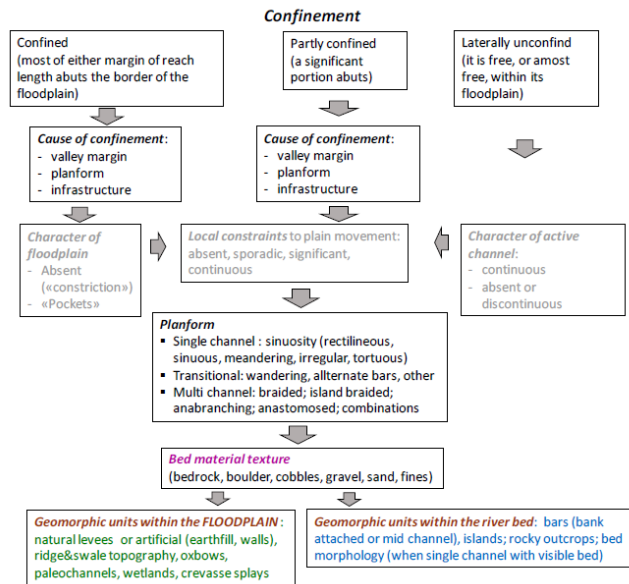 Confinement
Confined
(most of either margin of reach
length abuts the border of the
floodplain)
Partly confined
(a significant
portion abuts)
Laterally unconfind
(it is free, or amost
free, within its
floodplain)
Cause of confinement:
- valley margin
- planform
- infrastructure
Cause of confinement:
- valley margin
- planform
- infrastructure
Character of
floodplain
- Absent
(«constriction»)
- «Pockets»
Local constraints to plain movement:
absent, sporadic, significant,
continuous
Character of active
channel:
- continuous
- absent or
discontinuous
Planform
▪ Single channel : sinuosity (rectilineous,
sinuous, meandering, irregular, tortuous)
▪ Transitional: wandering, allternate bars, other
▪ Multi channel: braided; island braided;
anabranching; anastomosed; combinations
Bed material texture
(bedrock, boulder, cobbles, gravel, sand, fines)
Geomorphic units within the FLOODPLAIN :
natural levees or artificial (earthfill, walls),
ridge&swale topography, oxbows,
paleochannels, wetlands, crevasse splays
Geomorphic units within the river bed: bars (bank
attached or mid channel), islands; rocky outcrops; bed
morphology (when single channel with visible bed)